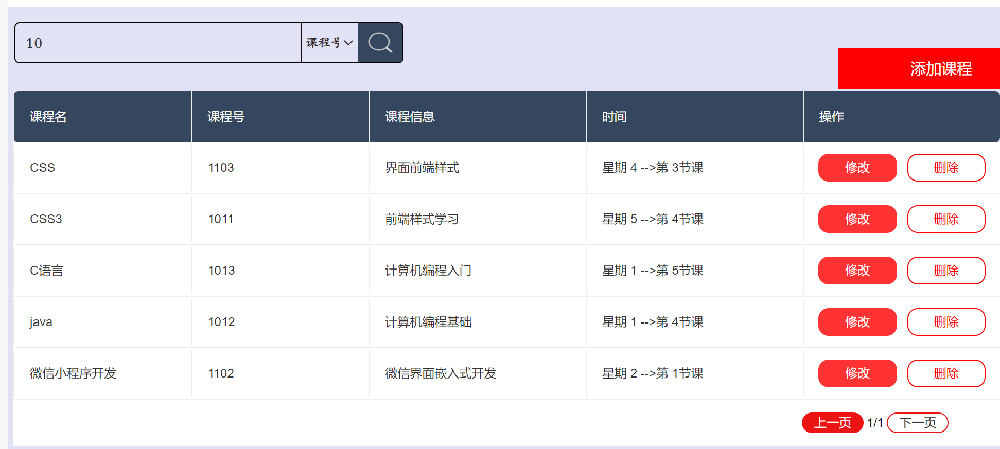 10 课程号
添加课程
课程名 课程号 课程信息 时间 操作
CSS 1103 界面前端样式 星期 4 -->第 3节课 修改 删除
CSS3 1011 前端样式学习 星期 5 -->第 4节课 修改 删除
C语言 1013 计算机编程入门 星期 1 -->第 5节课 修改 删除
java 1012 计算机编程基础 星期 1 -->第 4节课 修改 删除
微信小程序开发 1102 微信界面嵌入式开发 星期 2 -->第 1节课 修改 删除
上一页 1/1 下一页